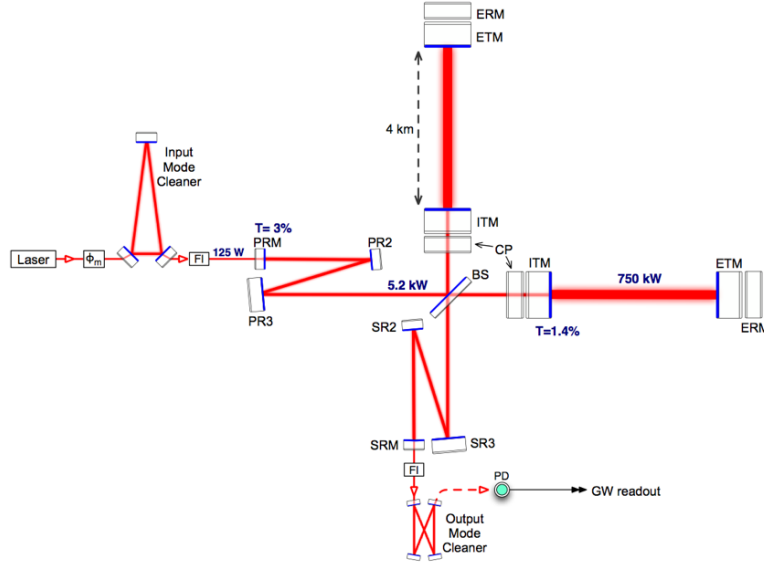 ERM
ETM
4 km
Input
Mode
Cleaner
ITM
T= 3%
PRM
PR2
CP
Laser
ϕm
FI
125 W
BS
ITM
ETM
5.2 kW
750 kW
PR3
SR2
T=1.4%
ERM
SRM
SR3
FI
PD
GW readout
Output
Mode
Cleaner